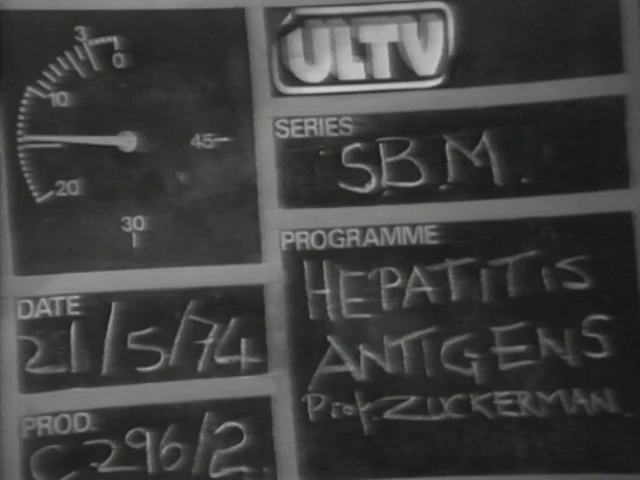 ULTV
3
0
10
45
20
30
SERIES
S.B.M.
PROGRAMME
HEPATITIS
ANTIGENS
Prof. ZUCKERMAN.
DATE
21/5/74
PROD.
C296/2